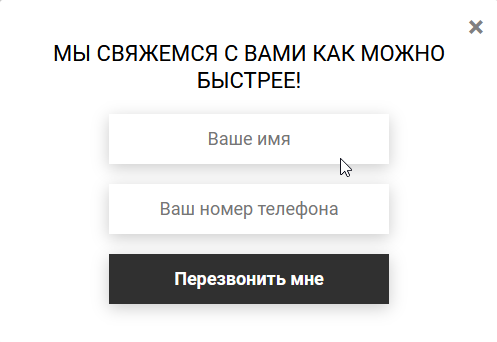 МЫ СВЯЖЕМСЯ С ВАМИ КАК МОЖНО
БЫСТРЕЕ!
Ваше имя
Ваш номер телефона
Перезвонить мне